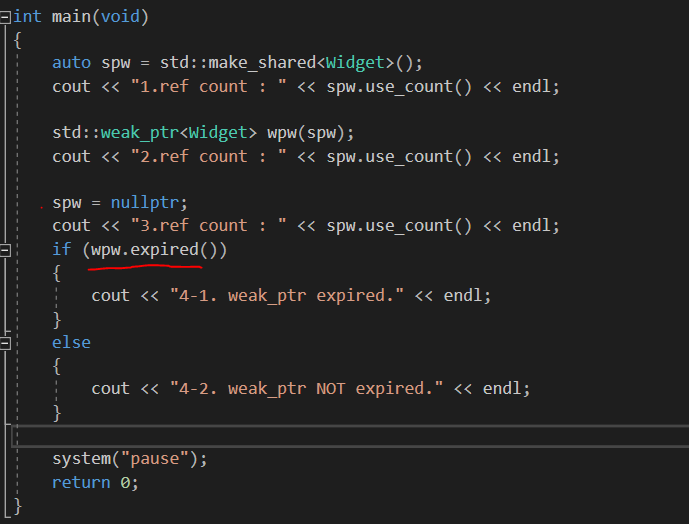 int main(void)
{
auto spw = std::make_shared<Widget>();
cout << "1.ref count : " << spw.use_count() << endl;
std::weak_ptr<Widget> wpw(spw);
cout << "2.ref count : " << spw.use_count() << endl;
spw = nullptr;
cout << "3.ref count : " << spw.use_count() << endl;
if (wpw.expired())
{
cout << "4-1. weak_ptr expired." << endl;
}
else
{
cout << "4-2. weak_ptr NOT expired." << endl;
}
system("pause");
return 0;
}